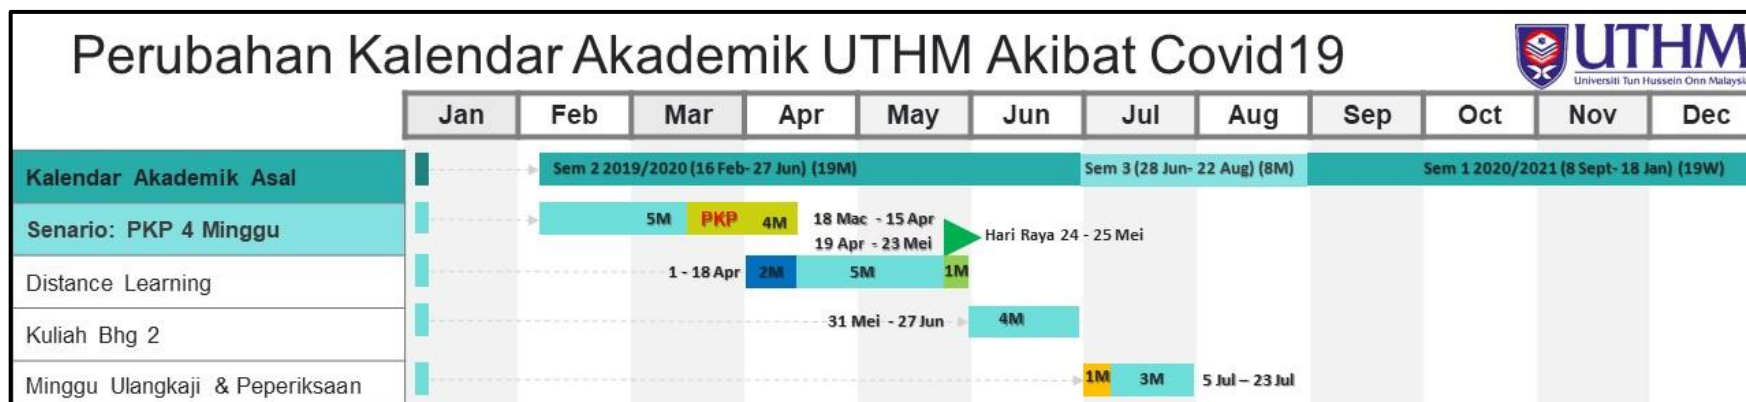 Perubahan Kalendar Akademik UTHM Akibat Covid19
UTHM
Universiti Tun Hussein Onn Malaysia
Jan Feb Mar Apr May Jun Jul Aug Sep Oct Nov Dec
Kalendar Akademik Asal
Sem 2 2019/2020 (16 Feb- 27 Jun) (19M) Sem 3 (28 Jun- 22 Aug) (8M) Sem 1 2020/2021 (8 Sept- 18 Jan) (19W)
Senario: PKP 4 Minggu
5M PKP 4M 18 Mac - 15 Apr
19 Apr - 23 Mei
Hari Raya 24 - 25 Mei
Distance Learning
1 - 18 Apr 2M 5M 1M
Kuliah Bhg 2
31 Mei - 27 Jun 4M
Minggu Ulangkaji & Peperiksaan
1M 3M 5 Jul – 23 Jul